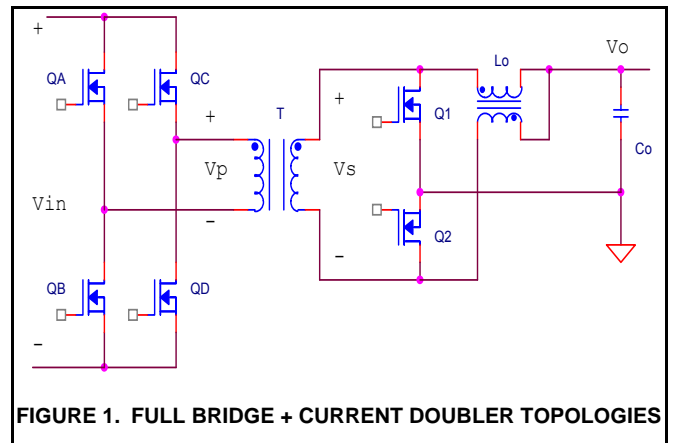 +
QA
QC
Lo
Vo
+
T
+
Q1
Co
Vp
Vs
Vin
-
Q2
-
QB
QD
-
FIGURE 1. FULL BRIDGE + CURRENT DOUBLER TOPOLOGIES